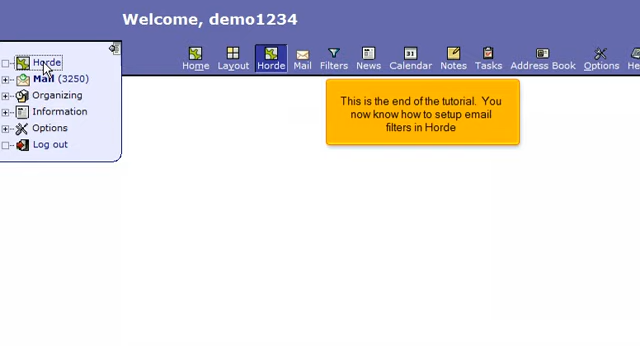 Welcome, demo1234
Horde
Mail (3250)
Organizing
Information
Options
Log out
Home Layout Horde Mail Filters News Calendar Notes Tasks Address Book Options He
31
This is the end of the tutorial. You
now know how to setup email
filters in Horde